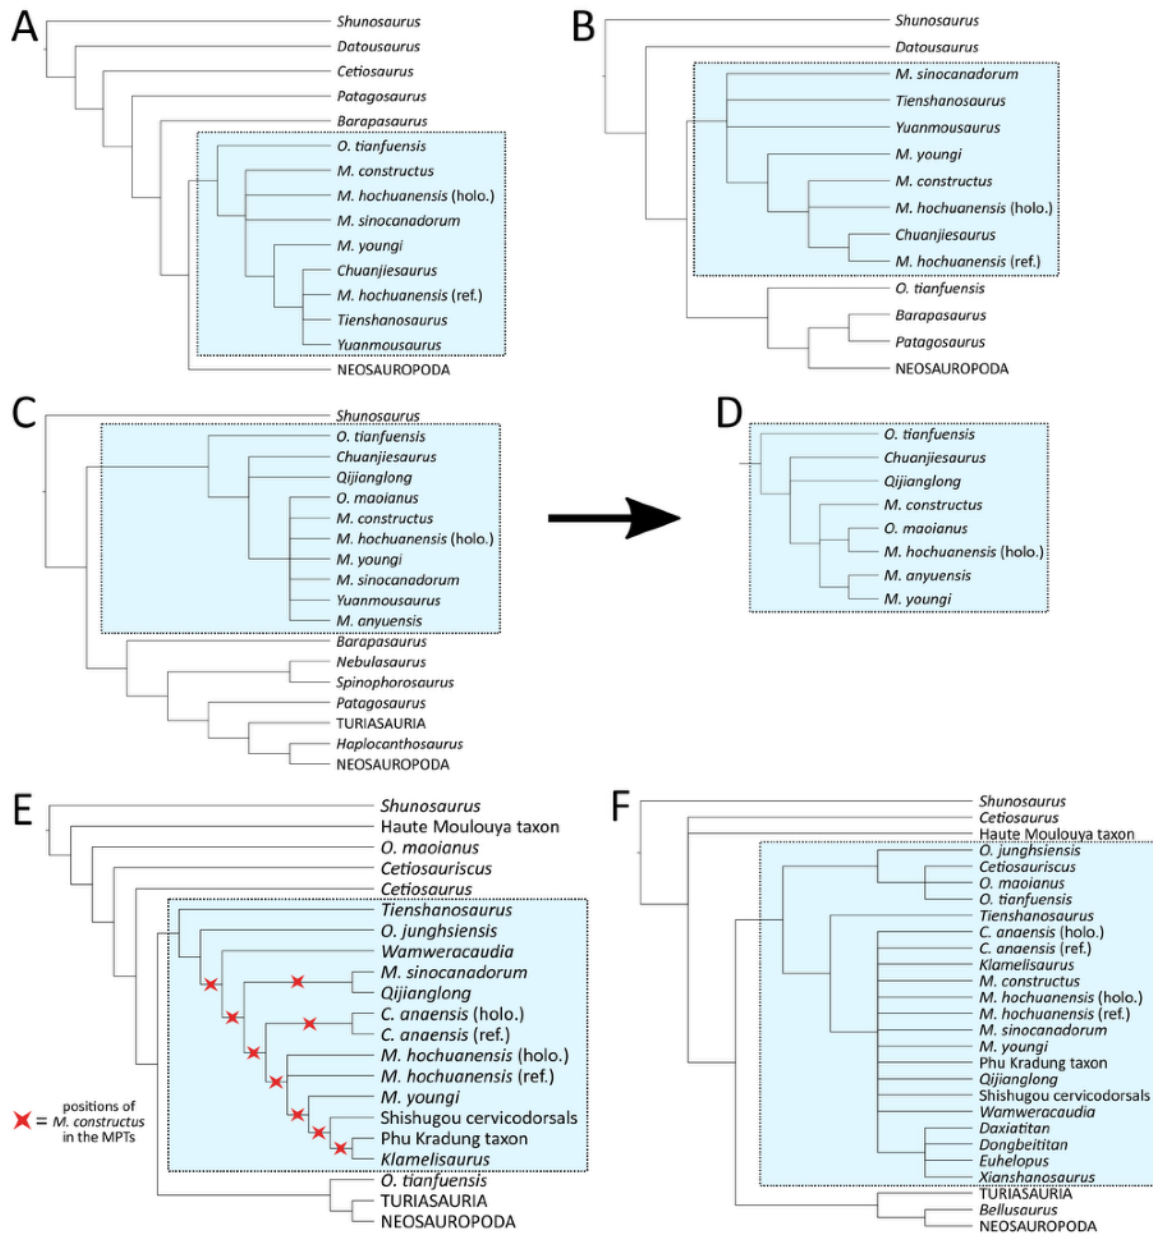 A
Shunosaurus
Datousaurus
Cetiosaurus
Patagosaurus
Barapasaurus
O. tianfuensis
M. constructus
M. hochuanensis (holo.)
M. sinocanadorum
M. youngi
Chuanjiesaurus
M. hochuanensis (ref.)
Tienshanosaurus
Yuanmousaurus
NEOSAUROPODA
B
Shunosaurus
Datousaurus
M. sinocanadorum
Tienshanosaurus
Yuanmousaurus
M. youngi
M. constructus
M. hochuanensis (holo.)
Chuanjiesaurus
M. hochuanensis (ref.)
O. tianfuensis
Barapasaurus
Patagosaurus
NEOSAUROPODA
C
Shunosaurus
O. tianfuensis
Chuanjiesaurus
Qijianglong
O. maoianus
M. constructus
M. hochuanensis (holo.)
M. youngi
M. sinocanadorum
Yuanmousaurus
M. anyuensis
Barapasaurus
Nebulasaurus
Spinophorosaurus
Patagosaurus
TURIASAURIA
Haplocanthosaurus
NEOSAUROPODA
D
O. tianfuensis
Chuanjiesaurus
Qijianglong
M. constructus
O. maoianus
M. hochuanensis (holo.)
M. anyuensis
M. youngi
E
Shunosaurus
Haute Moulouya taxon
O. maoianus
Cetiosauriscus
Cetiosaurus
Tienshanosaurus
O. junghsiensis
Wamweracaudia
M. sinocanadorum
Qijianglong
C. anaensis (holo.)
C. anaensis (ref.)
M. hochuanensis (holo.)
M. hochuanensis (ref.)
M. youngi
Shishugou cervicodorsals
Phu Kradung taxon
Klamelisaurus
O. tianfuensis
TURIASAURIA
NEOSAUROPODA
positions of
= M. constructus
in the MPTs
F
Shunosaurus
Cetiosaurus
Haute Moulouya taxon
O. junghsiensis
Cetiosauriscus
O. maoianus
O. tianfuensis
Tienshanosaurus
C. anaensis (holo.)
C. anaensis (ref.)
Klamelisaurus
M. constructus
M. hochuanensis (holo.)
M. hochuanensis (ref.)
M. sinocanadorum
M. youngi
Phu Kradung taxon
Qijianglong
Shishugou cervicodorsals
Wamweracaudia
Daxiatitan
Dongbeititan
Euhelopus
Xianshanosaurus
TURIASAURIA
Bellusaurus
NEOSAUROPODA